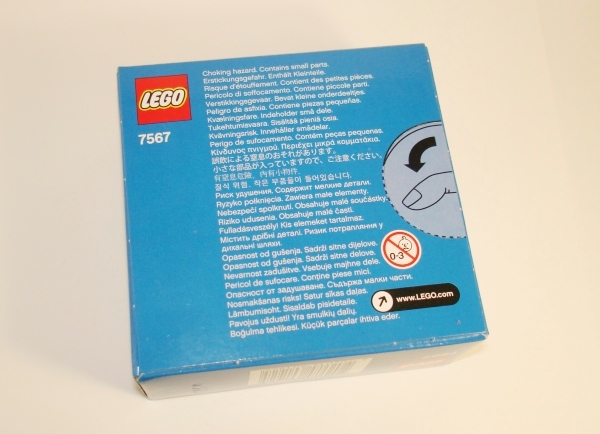 LEGO
7567
Choking hazard. Contains small parts.
Erstickungsgefahr. Enthält Kleinteile.
Risque d'étouffement. Contient des petites pièces.
Pericolo di soffocamento. Contiene piccole parti.
Verstikkingsgevaar. Bevat kleine onderdeeltjes.
Peligro de asfixia. Contiene piezas pequeñas.
Kvælningsfare. Indeholder små dele.
Tukehtumisvaara. Sisältää pieniä osia.
Kvävningsrisk. Innehåller smådelar.
Perigo de sufocamento. Contém peças pequenas.
Κίνδυνος πνιγμού. Περιέχει μικρά κομματάκια.
誤飲による窒息のおそれがあります。
小さな部品が入っていますので、ご注意ください。
有窒息危險，內有小物件。
질식 위험. 작은 부품들이 들어있습니다.
Риск удушения. Содержит мелкие детали.
Ryzyko połknięcia. Zawiera małe elementy.
Nebezpečí spolknutí. Obsahuje malé součástky.
Riziko udusenia. Obsahuje malé časti.
Fulladásveszély! Kis elemeket tartalmaz.
Містить дрібні деталі. Ризик потрапляння у
дихальні шляхи.
Opasnost od gušenja. Sadrži sitne dijelove.
Opasnost od gušenja. Sadrži sitne delove.
Nevarnost zadušitve. Vsebuje majhne dele.
Pericol de sufocare. Conţine piese mici.
Опасност от задушаване. Съдържа малки части.
Nosmakšanas risks! Satur sīkas daļas.
Lämbumisoht. Sisaldab pisidetaile.
Pavojus uždusti! Yra smulkių dalių.
Boğulma tehlikesi. Küçük parçalar ihtiva eder.
0-3
www.LEGO.com